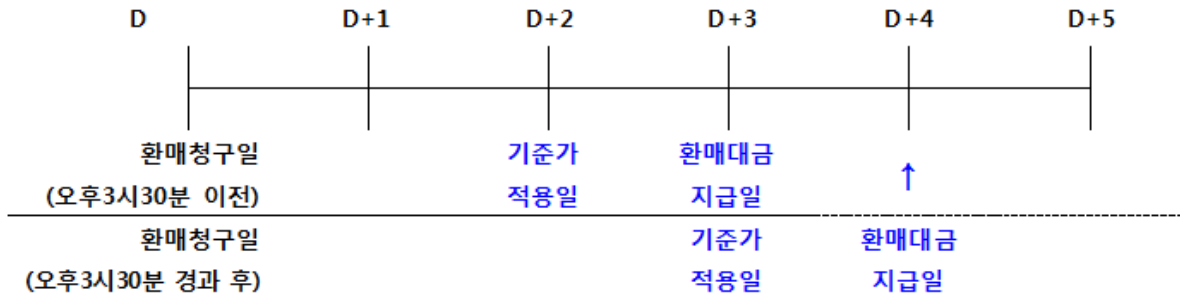 D D+1 D+2 D+3 D+4 D+5
환매청구일 기준가 환매대금
(오후3시30분 이전) 적용일 지급일 ↑
환매청구일 기준가 환매대금
(오후3시30분 경과 후) 적용일 지급일